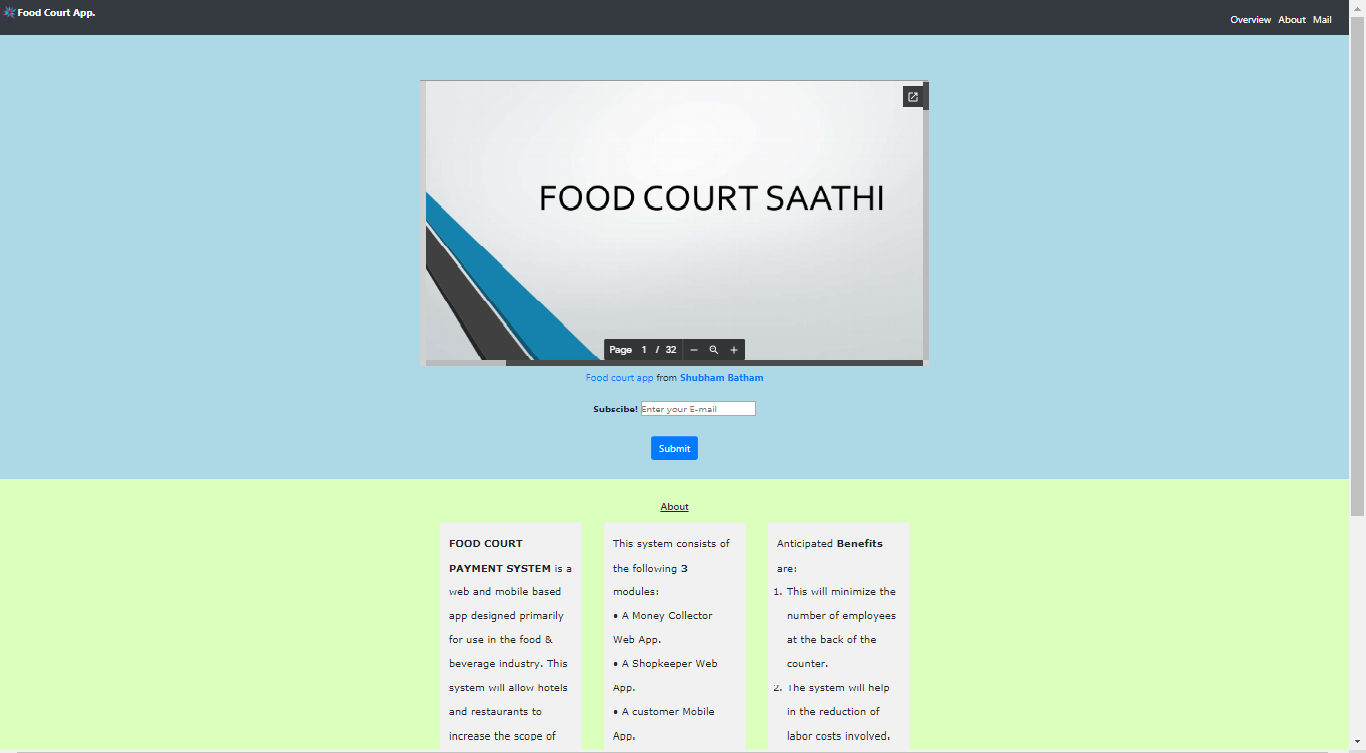 Food Court App.
Overview About Mail
FOOD COURT SAATHI
Page 1 / 32
Food court app from Shubham Batham
Subscibe! Enter your E-mail
Submit
About
FOOD COURT
PAYMENT SYSTEM is a
web and mobile based
app designed primarily
for use in the food &
beverage industry. This
system will allow hotels
and restaurants to
increase the scope of
This system consists of
the following 3
modules:
• A Money Collector
Web App.
• A Shopkeeper Web
App.
• A customer Mobile
App.
Anticipated Benefits
are:
1. This will minimize the
number of employees
at the back of the
counter.
2. The system will help
in the reduction of
labor costs involved.